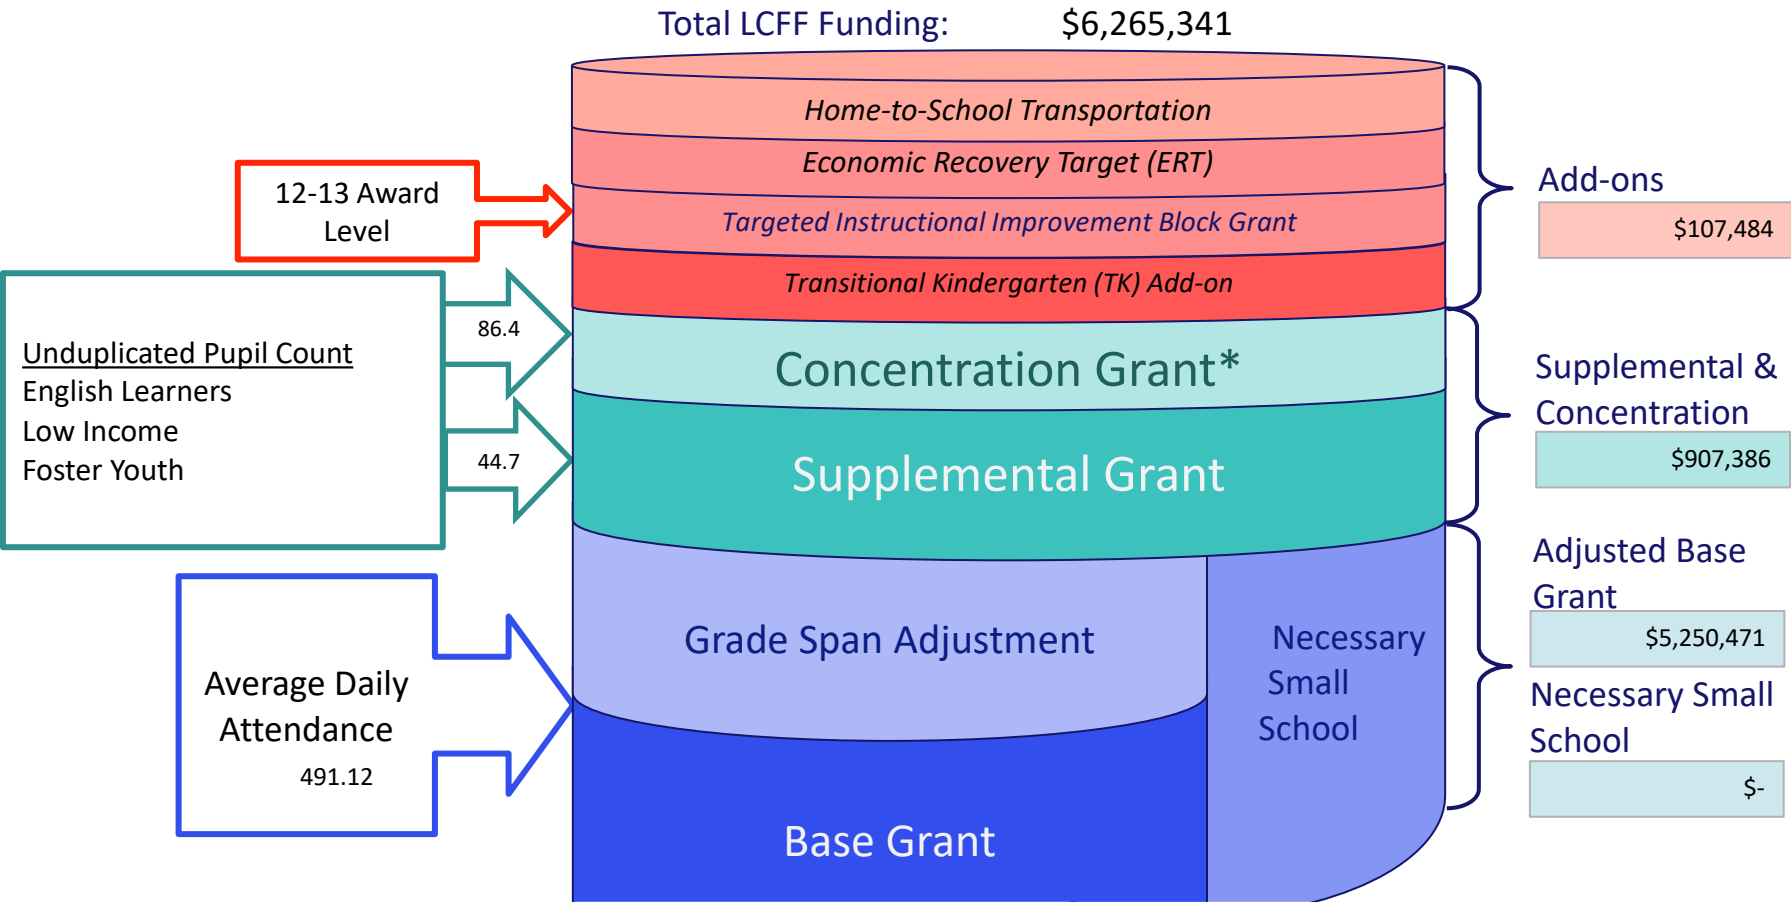 Total LCFF Funding: $6,265,341
Home-to-School Transportation
Economic Recovery Target (ERT)
Targeted Instructional Improvement Block Grant
Transitional Kindergarten (TK) Add-on
Concentration Grant*
Supplemental Grant
Grade Span Adjustment
Base Grant
Necessary
Small
School
12-13 Award
Level
Unduplicated Pupil Count
English Learners
Low Income
Foster Youth
86.4
44.7
Average Daily
Attendance
491.12
Add-ons
$107,484
Supplemental &
Concentration
$907,386
Adjusted Base
Grant
$5,250,471
Necessary Small
School
$-